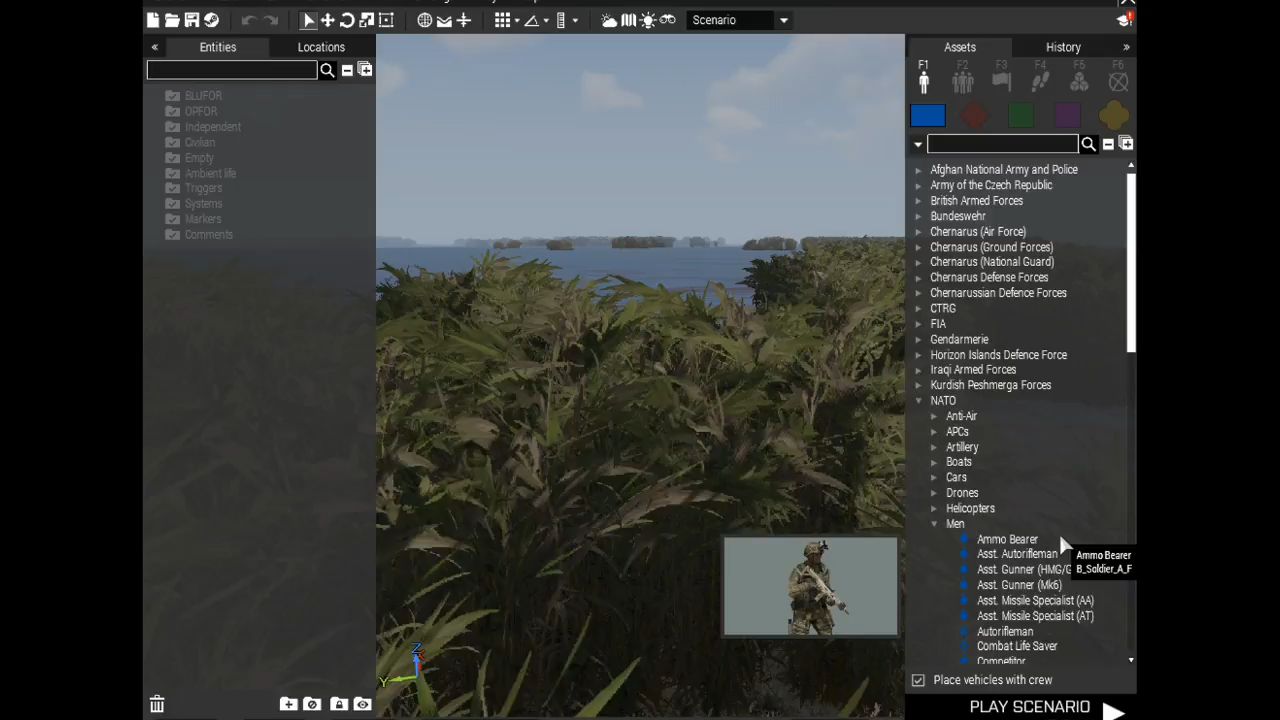 Scenario
Entities
Locations
BLUFOR
OPFOR
Independent
Civilian
Empty
Ambient life
Triggers
Systems
Markers
Comments
Assets
History
F1
F2
F3
F4
F5
F6
Afghan National Army and Police
Army of the Czech Republic
British Armed Forces
Bundeswehr
Chernarus (Air Force)
Chernarus (Ground Forces)
Chernarus (National Guard)
Chernarus Defense Forces
Chernarussian Defence Forces
CTRG
FIA
Gendarmerie
Horizon Islands Defence Force
Iraqi Armed Forces
Kurdish Peshmerga Forces
NATO
Anti-Air
APCs
Artillery
Boats
Cars
Drones
Helicopters
Men
Ammo Bearer
Asst. Autorifleman
Asst. Gunner (HMG/G
Asst. Gunner (Mk6)
Asst. Missile Specialist (AA)
Asst. Missile Specialist (AT)
Autorifleman
Combat Life Saver
Competitor
Ammo Bearer
B_Soldier_A_F
Place vehicles with crew
PLAY SCENARIO
Z
Y